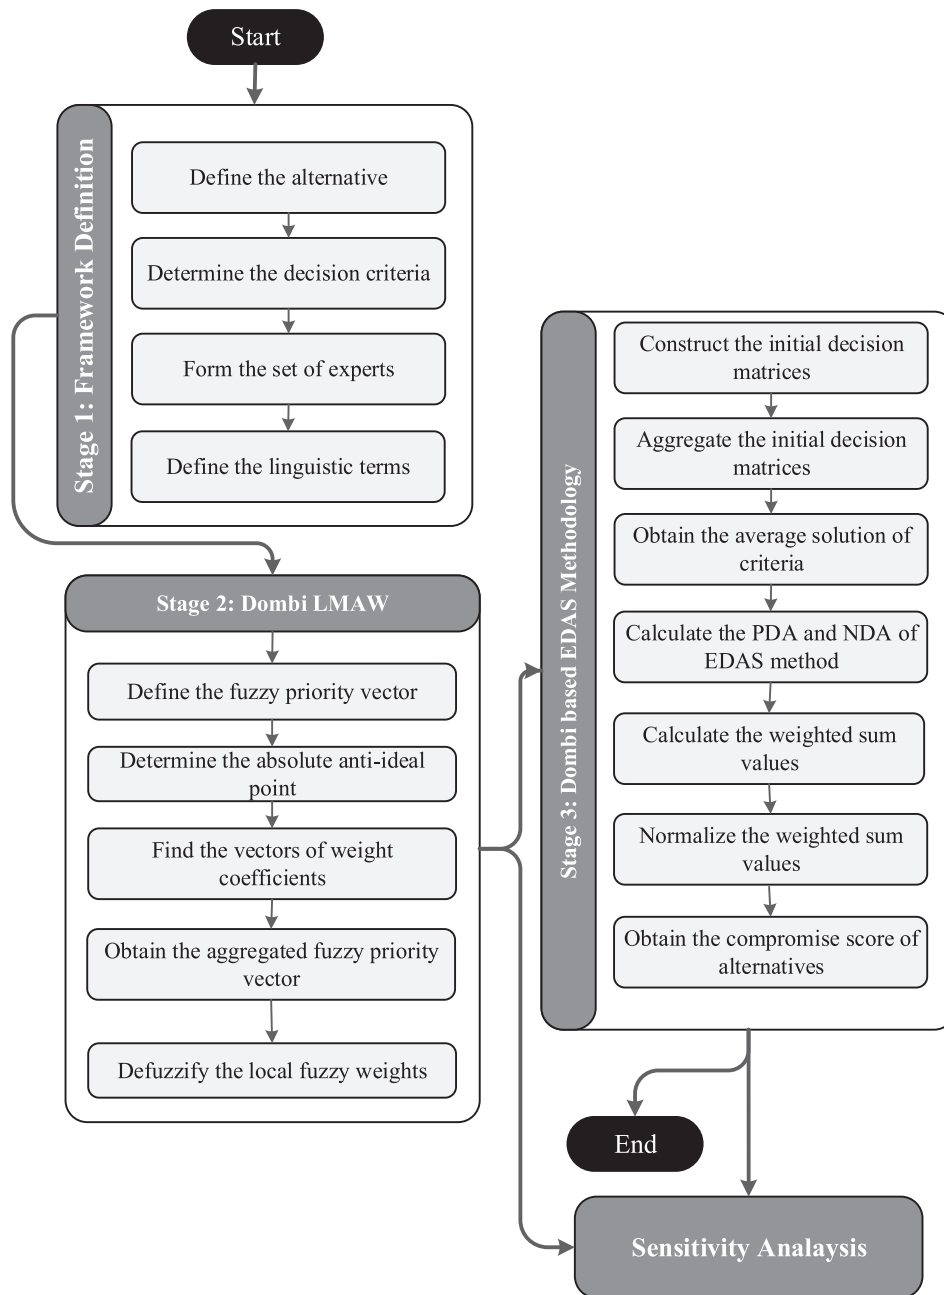 Start
Stage 1: Framework Definition
Define the alternative
Determine the decision criteria
Form the set of experts
Define the linguistic terms
Stage 2: Dombi LMAW
Define the fuzzy priority vector
Determine the absolute anti-ideal
point
Find the vectors of weight
coefficients
Obtain the aggregated fuzzy priority
vector
Defuzzify the local fuzzy weights
Stage 3: Dombi based EDAS Methodology
Construct the initial decision
matrices
Aggregate the initial decision
matrices
Obtain the average solution of
criteria
Calculate the PDA and NDA of
EDAS method
Calculate the weighted sum
values
Normalize the weighted sum
values
Obtain the compromise score of
alternatives
End
Sensitivity Analaysis